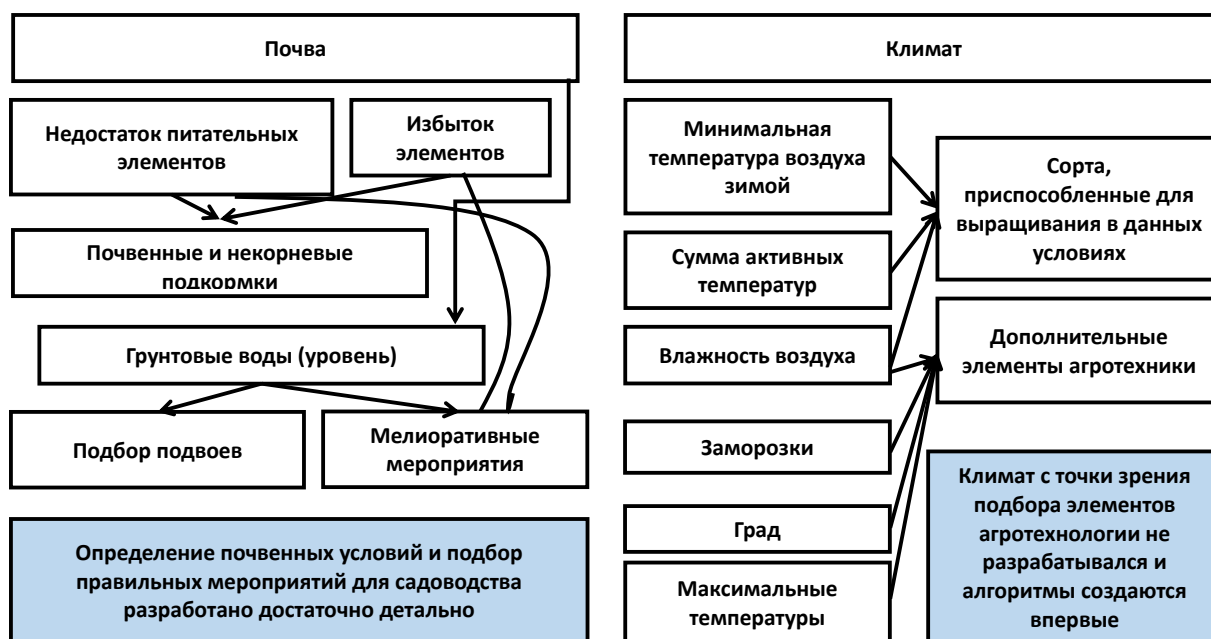 Почва
Недостаток питательных
элементов
Избыток
элементов
Почвенные и некорневые
подкормки
Грунтовые воды (уровень)
Подбор подвоев
Мелиоративные
мероприятия
Определение почвенных условий и подбор
правильных мероприятий для садоводства
разработано достаточно детально
Климат
Минимальная
температура воздуха
зимой
Сумма активных
температур
Влажность воздуха
Заморозки
Град
Максимальные
температуры
Сорта,
приспособленные для
выращивания в данных
условиях
Дополнительные
элементы агротехники
Климат с точки зрения
подбора элементов
агротехнологии не
разрабатывался и
алгоритмы создаются
впервые